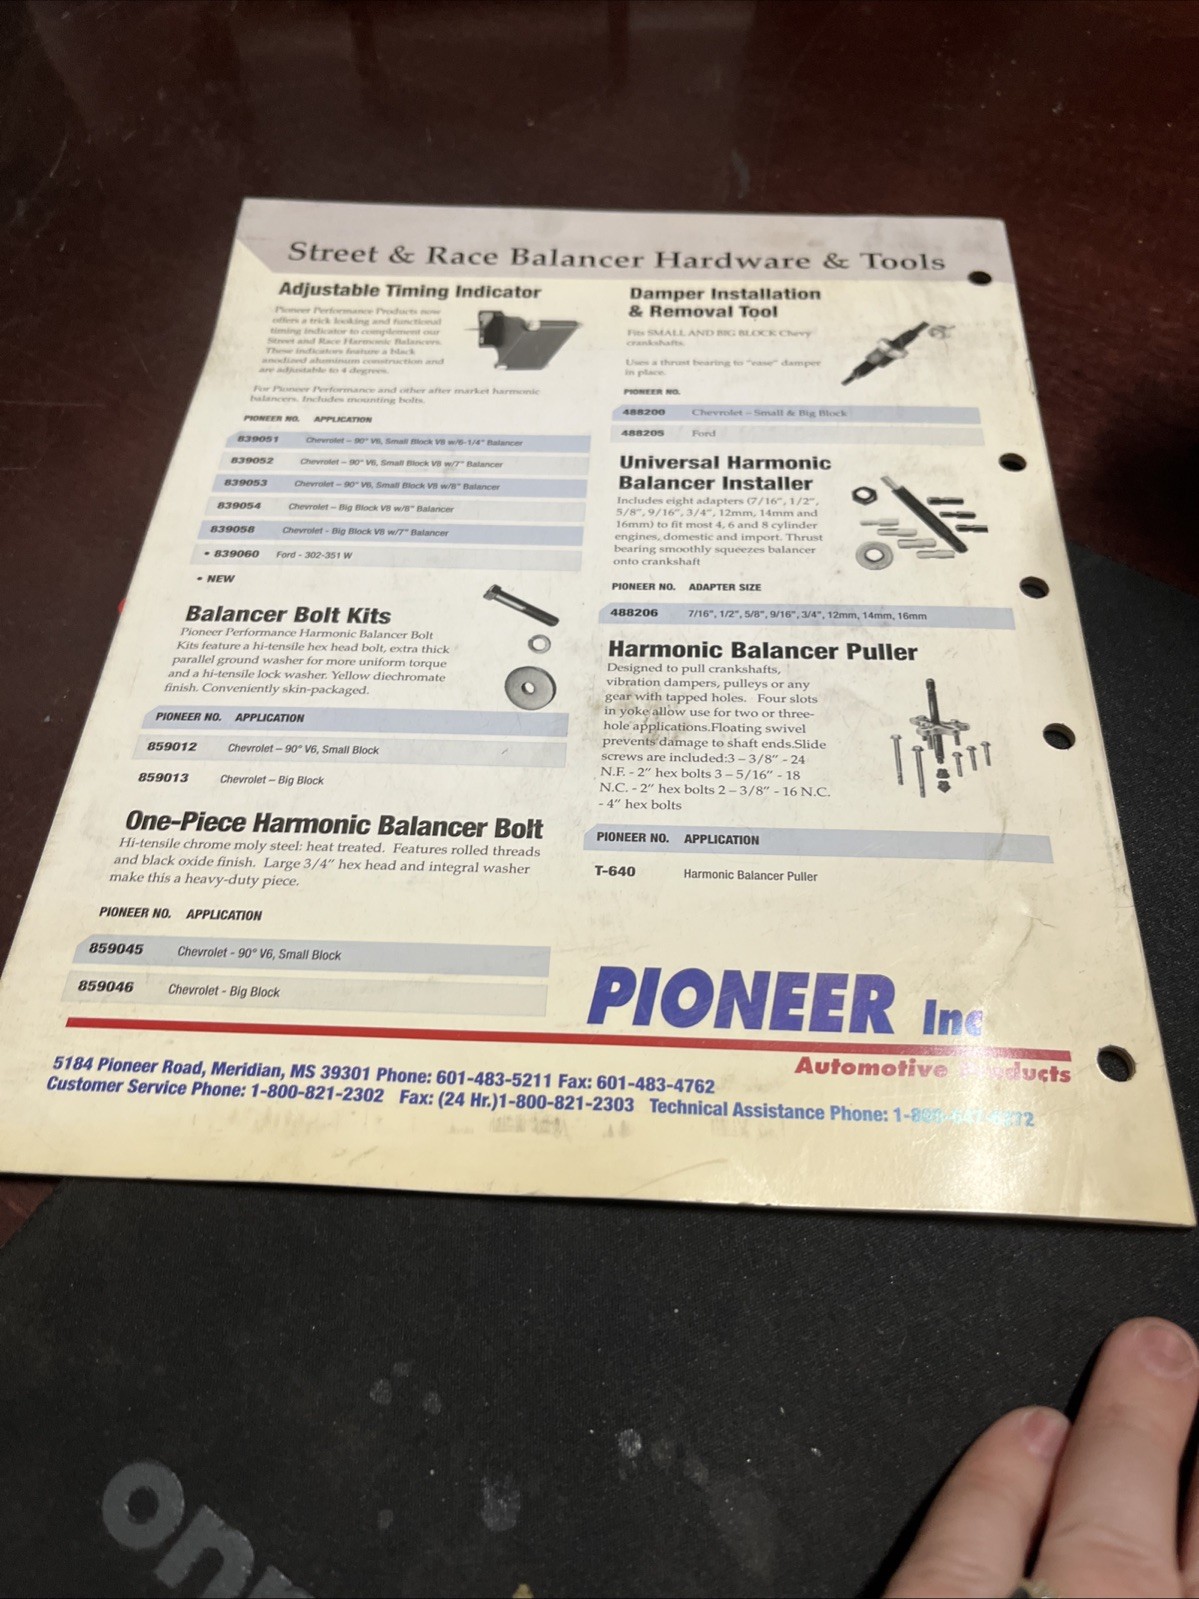 Street & Race Balancer Hardware & Tools
Adjustable Timing Indicator
Pioneer Performance Products now
offers a trick looking and functional
timing indicator to complement our
Street and Race Harmonic Balancers.
These indicators feature a black
anodized aluminum construction and
are adjustable to 4 degrees.
For Pioneer Performance and other after market harmonic
balancers. Includes mounting bolts.
PIONEER NO. APPLICATION
839051 Chevrolet – 90° V6, Small Block V8 w/6-1/4" Balancer
839052 Chevrolet – 90° V6, Small Block V8 w/7" Balancer
839053 Chevrolet – 90° V6, Small Block V8 w/8" Balancer
839054 Chevrolet – Big Block V8 w/8" Balancer
839058 Chevrolet - Big Block V8 w/7" Balancer
• 839060 Ford - 302-351 W
• NEW
Balancer Bolt Kits
Pioneer Performance Harmonic Balancer Bolt
Kits feature a hi-tensile hex head bolt, extra thick
parallel ground washer for more uniform torque
and a hi-tensile lock washer. Yellow diechromate
finish. Conveniently skin-packaged.
PIONEER NO. APPLICATION
859012 Chevrolet – 90° V6, Small Block
859013 Chevrolet – Big Block
One-Piece Harmonic Balancer Bolt
Hi-tensile chrome moly steel: heat treated. Features rolled threads
and black oxide finish. Large 3/4" hex head and integral washer
make this a heavy-duty piece.
PIONEER NO. APPLICATION
859045 Chevrolet - 90° V6, Small Block
859046 Chevrolet - Big Block
Damper Installation
& Removal Tool
Fits SMALL AND BIG BLOCK Chevy
crankshafts.
Uses a thrust bearing to "ease" damper
in place.
PIONEER NO.
488200 Chevrolet - Small & Big Block
488205 Ford
Universal Harmonic
Balancer Installer
Includes eight adapters (7/16", 1/2",
5/8", 9/16", 3/4", 12mm, 14mm and
16mm) to fit most 4, 6 and 8 cylinder
engines, domestic and import. Thrust
bearing smoothly squeezes balancer
onto crankshaft
PIONEER NO. ADAPTER SIZE
488206 7/16", 1/2", 5/8", 9/16", 3/4", 12mm, 14mm, 16mm
Harmonic Balancer Puller
Designed to pull crankshafts,
vibration dampers, pulleys or any
gear with tapped holes. Four slots
in yoke allow use for two or three-
hole applications.Floating swivel
prevents damage to shaft ends.Slide
screws are included:3 – 3/8" - 24
N.F. - 2" hex bolts 3 – 5/16" - 18
N.C. - 2" hex bolts 2 – 3/8" - 16 N.C.
- 4" hex bolts
PIONEER NO. APPLICATION
T-640 Harmonic Balancer Puller
PIONEER Inc
Automotive Products
5184 Pioneer Road, Meridian, MS 39301 Phone: 601-483-5211 Fax: 601-483-4762
Customer Service Phone: 1-800-821-2302 Fax: (24 Hr.)1-800-821-2303 Technical Assistance Phone:
onn